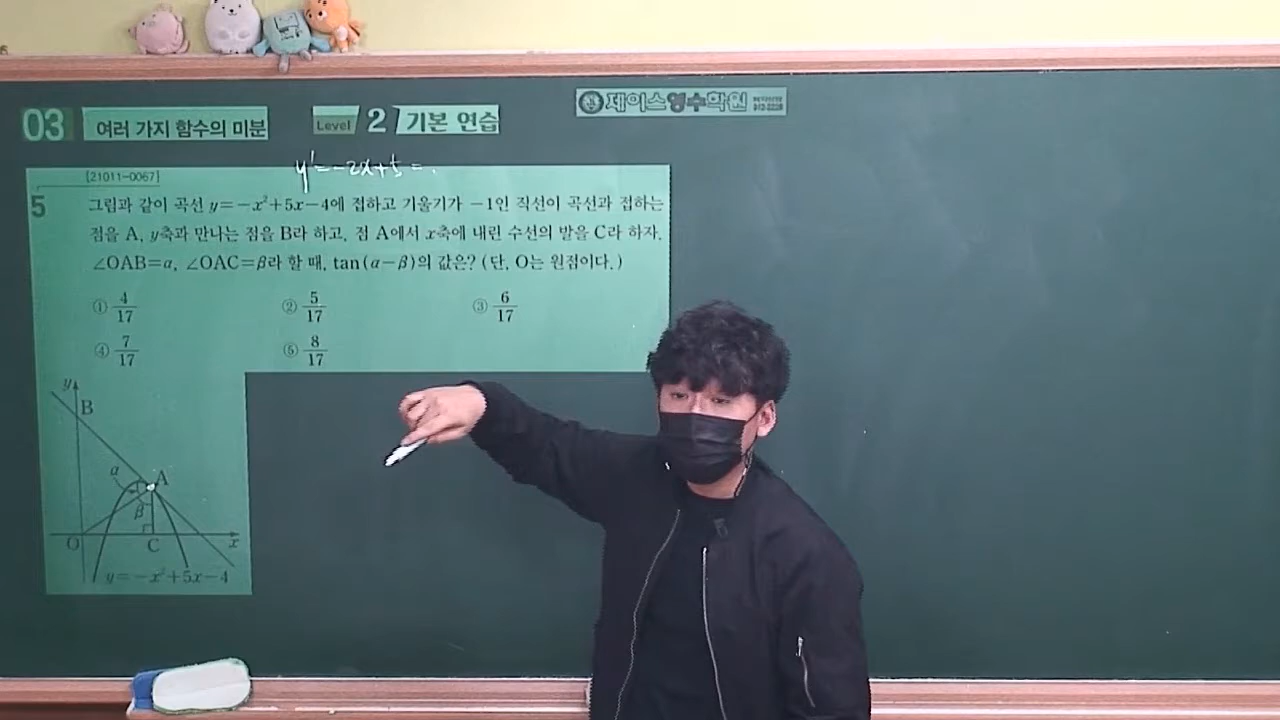 제이스영수학원
03 여러 가지 함수의 미분 Level 2 기본 연습
y'=-2x+5=
[21011-0067]
5 그림과 같이 곡선 y=-x²+5x-4에 접하고 기울기가 -1인 직선이 곡선과 접하는
점을 A, y축과 만나는 점을 B라 하고, 점 A에서 x축에 내린 수선의 발을 C라 하자.
∠OAB=α, ∠OAC=β라 할 때, tan(α-β)의 값은? (단, O는 원점이다.)
① 4/17 ② 5/17 ③ 6/17
④ 7/17 ⑤ 8/17
y
B
α A
β
O C x
y=-x²+5x-4